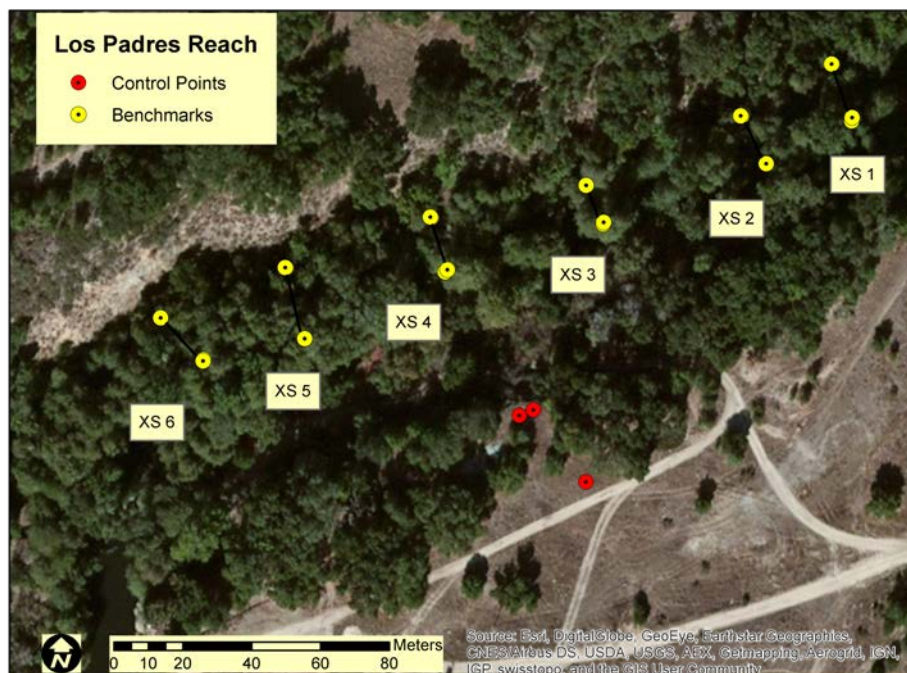 Los Padres Reach
Control Points
Benchmarks
XS 1
XS 2
XS 3
XS 4
XS 5
XS 6
N
Meters
0 5 10 20 40 60 80
Source: Esri, DigitalGlobe, GeoEye, Earthstar Geographics,
CNES/Airbus DS, USDA, USGS, AEX, Getmapping, Aerogrid, IGN,
IGP, swisstopo, and the GIS User Community